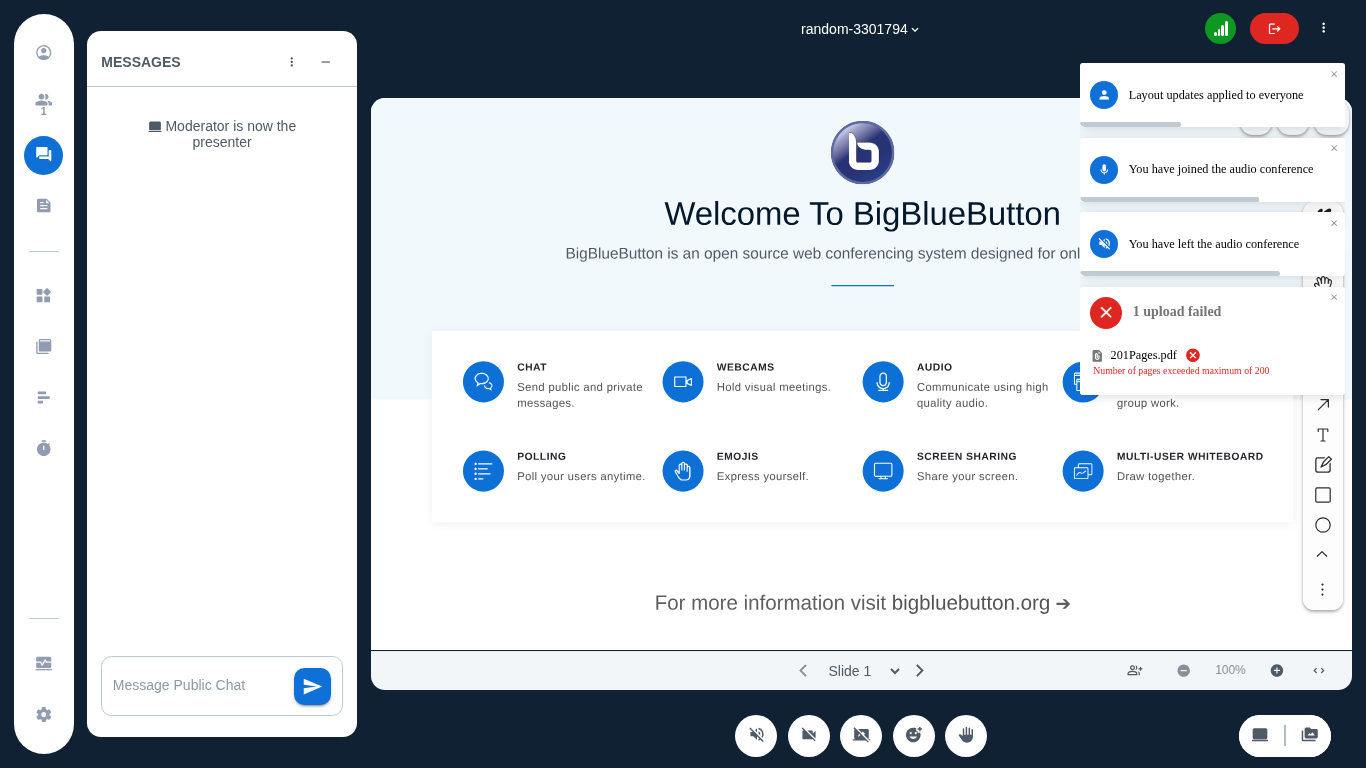 random-3301794
MESSAGES
1
Moderator is now the
presenter
Message Public Chat
Welcome To BigBlueButton
BigBlueButton is an open source web conferencing system designed for onl
CHAT
Send public and private
messages.
WEBCAMS
Hold visual meetings.
AUDIO
Communicate using high
quality audio.
group work.
POLLING
Poll your users anytime.
EMOJIS
Express yourself.
SCREEN SHARING
Share your screen.
MULTI-USER WHITEBOARD
Draw together.
For more information visit bigbluebutton.org ➔
Slide 1
100%
Layout updates applied to everyone
You have joined the audio conference
You have left the audio conference
1 upload failed
201Pages.pdf
Number of pages exceeded maximum of 200